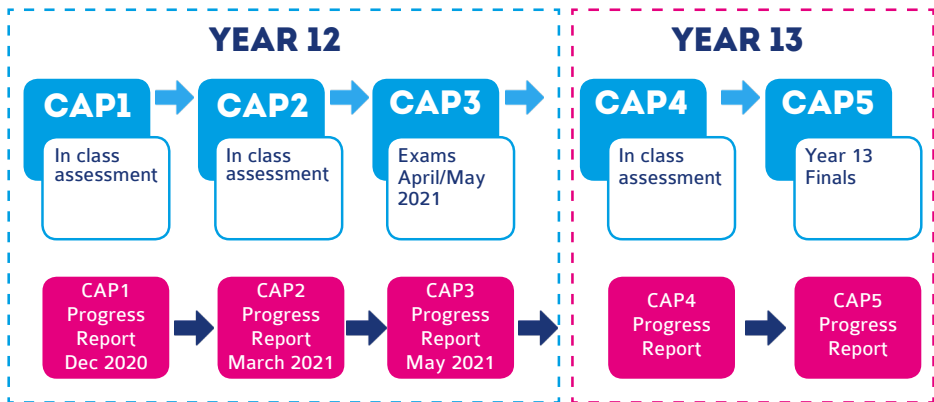 YEAR 12
CAP1
In class
assessment
CAP2
In class
assessment
CAP3
Exams
April/May
2021
CAP1
Progress
Report
Dec 2020
CAP2
Progress
Report
March 2021
CAP3
Progress
Report
May 2021
YEAR 13
CAP4
In class
assessment
CAP5
Year 13
Finals
CAP4
Progress
Report
CAP5
Progress
Report